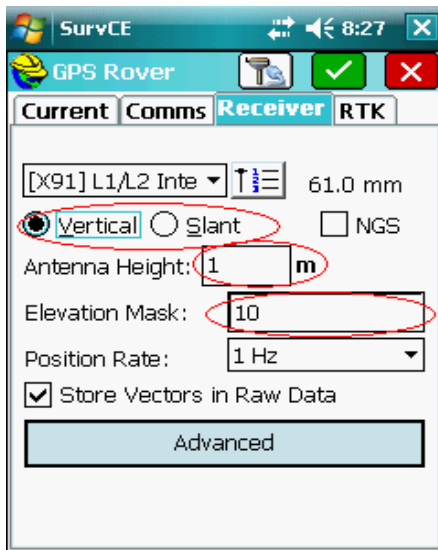 SurvCE 8:27
GPS Rover
Current Comms Receiver RTK
[X91] L1/L2 Inte 61.0 mm
Vertical Slant NGS
Antenna Height: 1 m
Elevation Mask: 10
Position Rate: 1 Hz
Store Vectors in Raw Data
Advanced